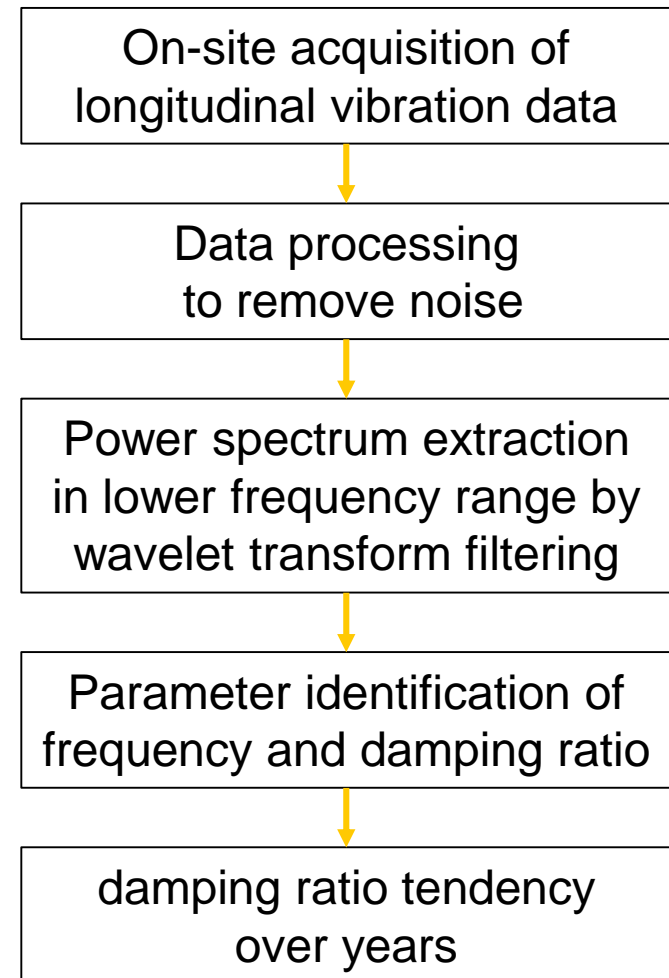 On-site acquisition of
longitudinal vibration data
Data processing
to remove noise
Power spectrum extraction
in lower frequency range by
wavelet transform filtering
Parameter identification of
frequency and damping ratio
damping ratio tendency
over years